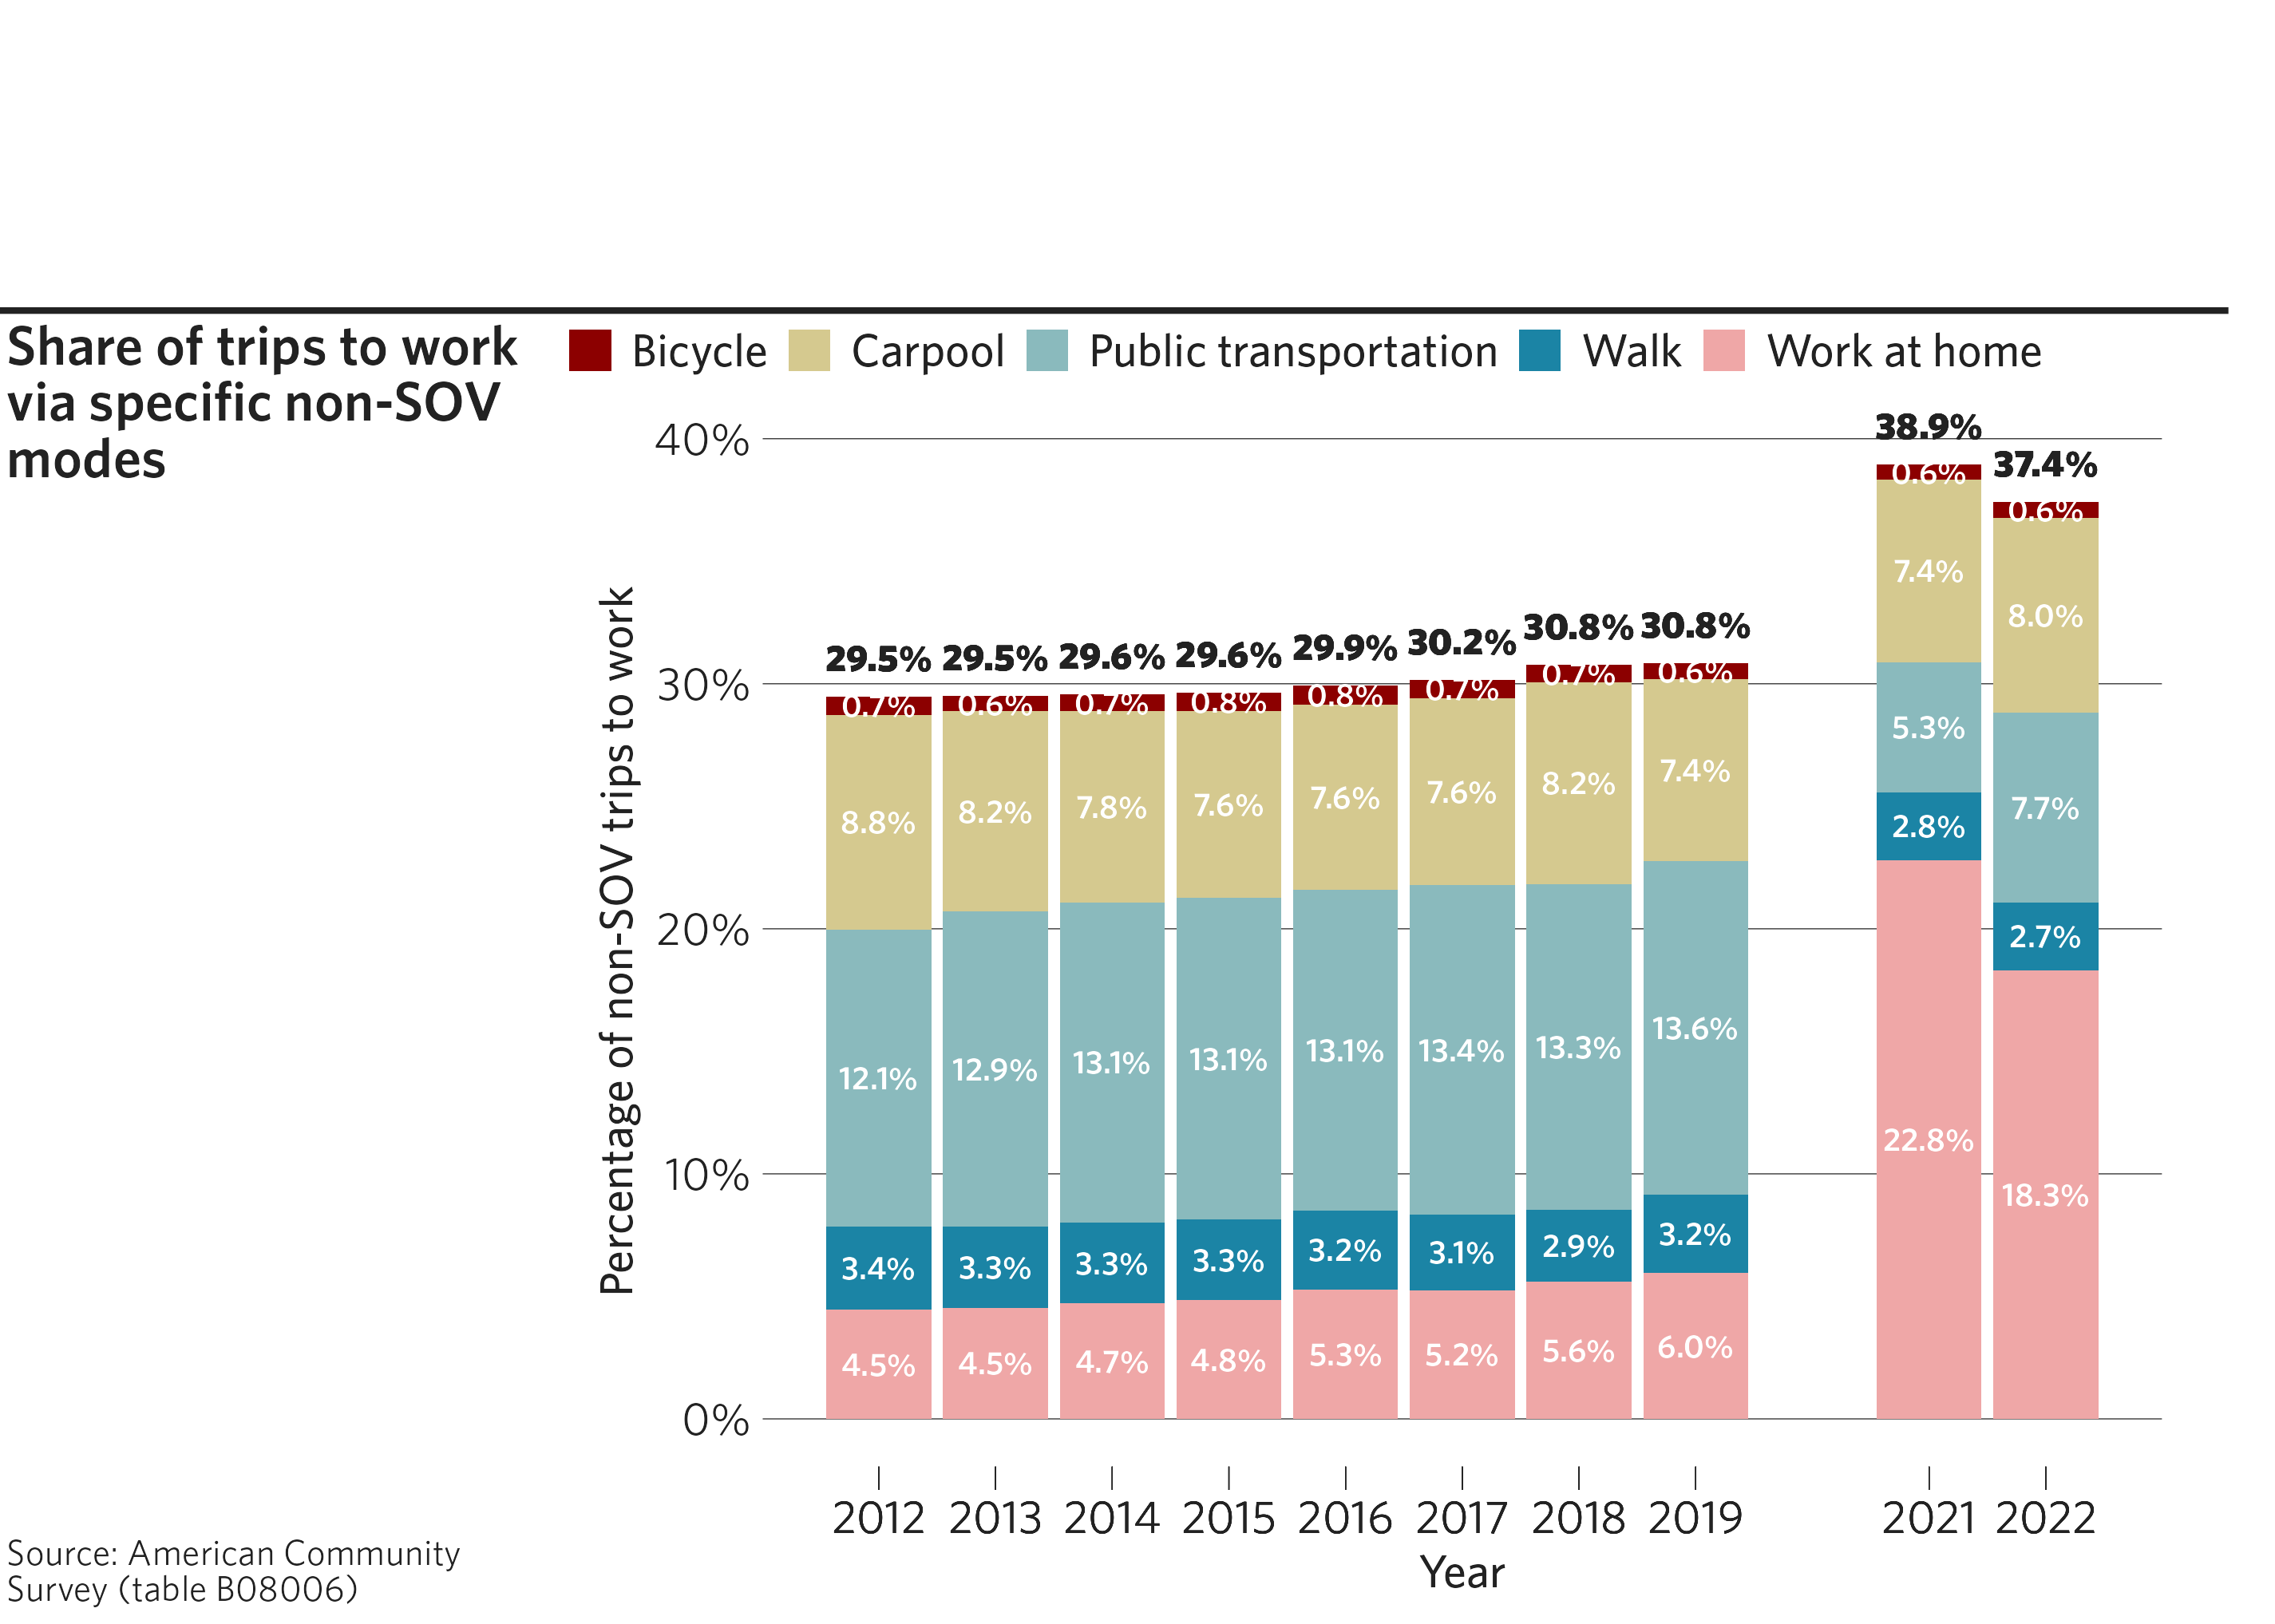 Share of trips to work
via specific non-SOV
modes
Bicycle Carpool Public transportation Walk Work at home
Percentage of non-SOV trips to work
40%
30%
20%
10%
0%
29.5% 29.5% 29.6% 29.6% 29.9% 30.2% 30.8% 30.8% 38.9% 37.4%
0.7% 0.6% 0.7% 0.8% 0.8% 0.7% 0.7% 0.6% 0.6% 0.6%
8.8% 8.2% 7.8% 7.6% 7.6% 7.6% 8.2% 7.4% 7.4% 8.0%
12.1% 12.9% 13.1% 13.1% 13.1% 13.4% 13.3% 13.6% 5.3% 7.7%
3.4% 3.3% 3.3% 3.3% 3.2% 3.1% 2.9% 3.2% 2.8% 2.7%
4.5% 4.5% 4.7% 4.8% 5.3% 5.2% 5.6% 6.0% 22.8% 18.3%
2012 2013 2014 2015 2016 2017 2018 2019 2021 2022
Year
Source: American Community
Survey (table B08006)